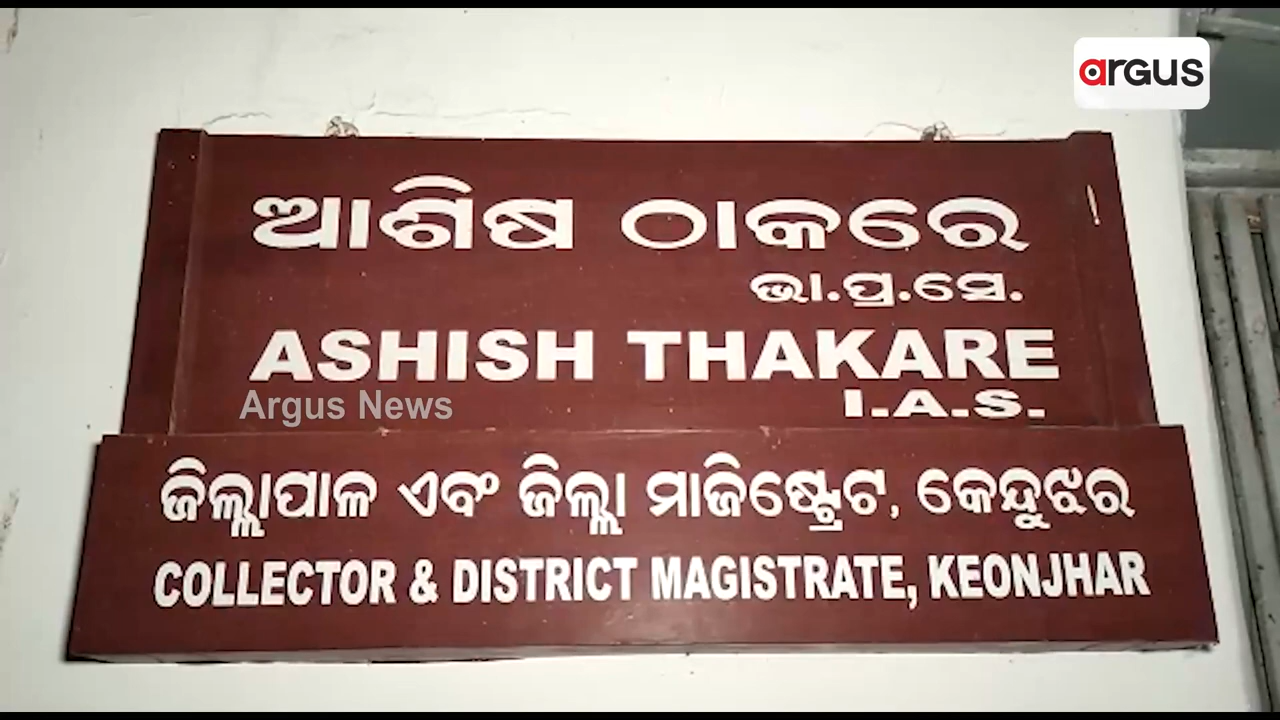 argus
ଆଶିଷ ଠାକରେ
ଭା.ପ୍ର.ସେ.
ASHISH THAKARE
I.A.S.
Argus News
ଜିଲ୍ଲାପାଳ ଏବଂ ଜିଲ୍ଲା ମାଜିଷ୍ଟ୍ରେଟ, କେନ୍ଦୁଝର
COLLECTOR & DISTRICT MAGISTRATE, KEONJHAR